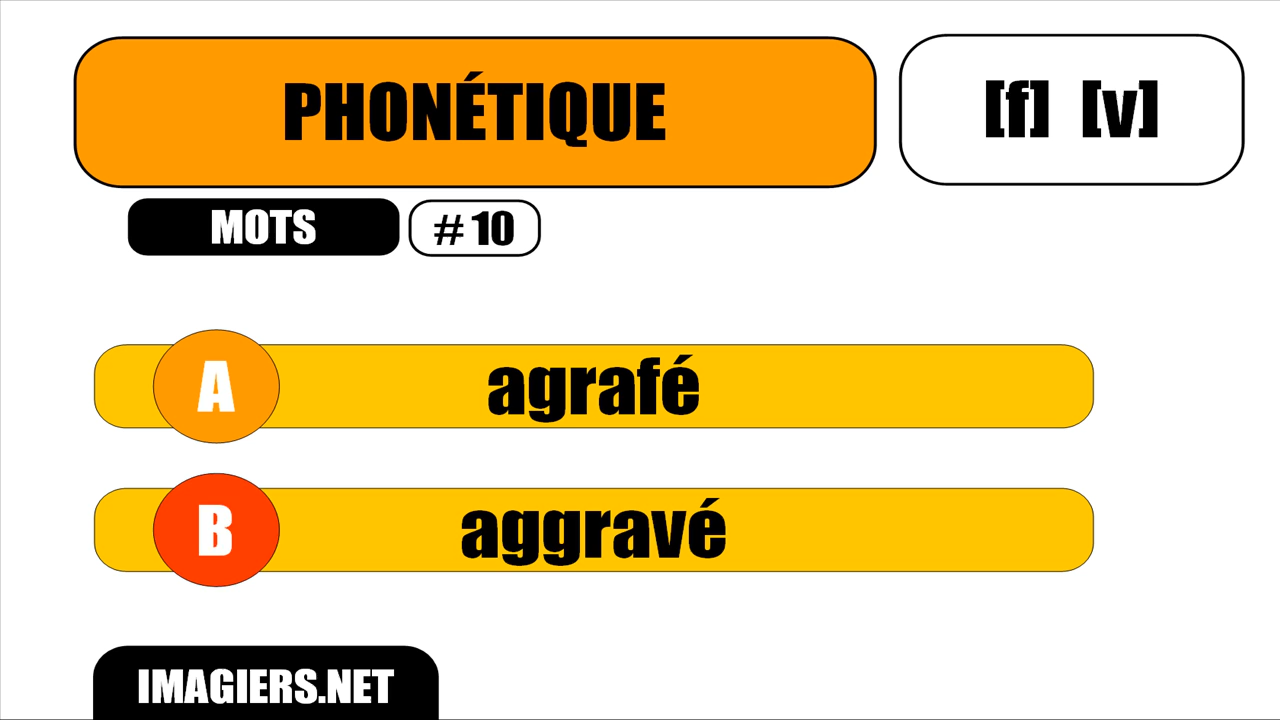 PHONÉTIQUE
[f] [v]
MOTS
# 10
A
agrafé
B
aggravé
IMAGIERS.NET